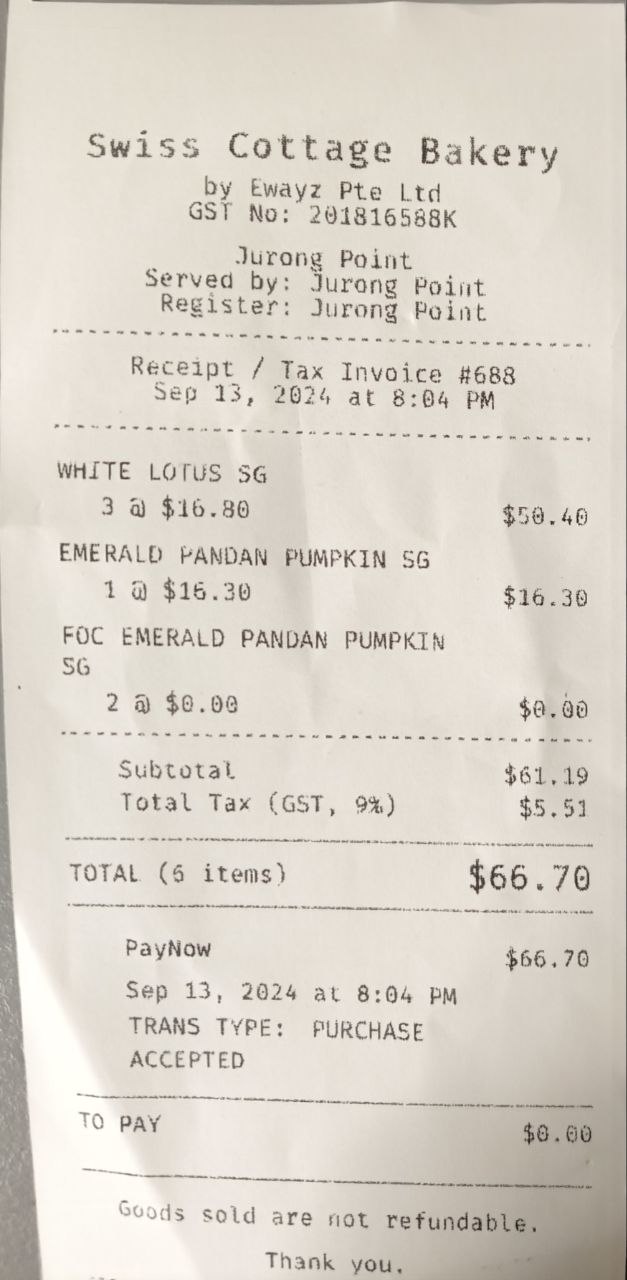 Swiss Cottage Bakery
by Ewayz Pte Ltd
GST No: 201816588K
Jurong Point
Served by: Jurong Point
Register: Jurong Point
Receipt / Tax Invoice #688
Sep 13, 2024 at 8:04 PM
WHITE LOTUS SG
3 @ $16.80 $50.40
EMERALD PANDAN PUMPKIN SG
1 @ $16.30 $16.30
FOC EMERALD PANDAN PUMPKIN
SG
2 @ $0.00 $0.00
Subtotal $61.19
Total Tax (GST, 9%) $5.51
TOTAL (6 items) $66.70
PayNow $66.70
Sep 13, 2024 at 8:04 PM
TRANS TYPE: PURCHASE
ACCEPTED
TO PAY $0.00
Goods sold are not refundable.
Thank you.